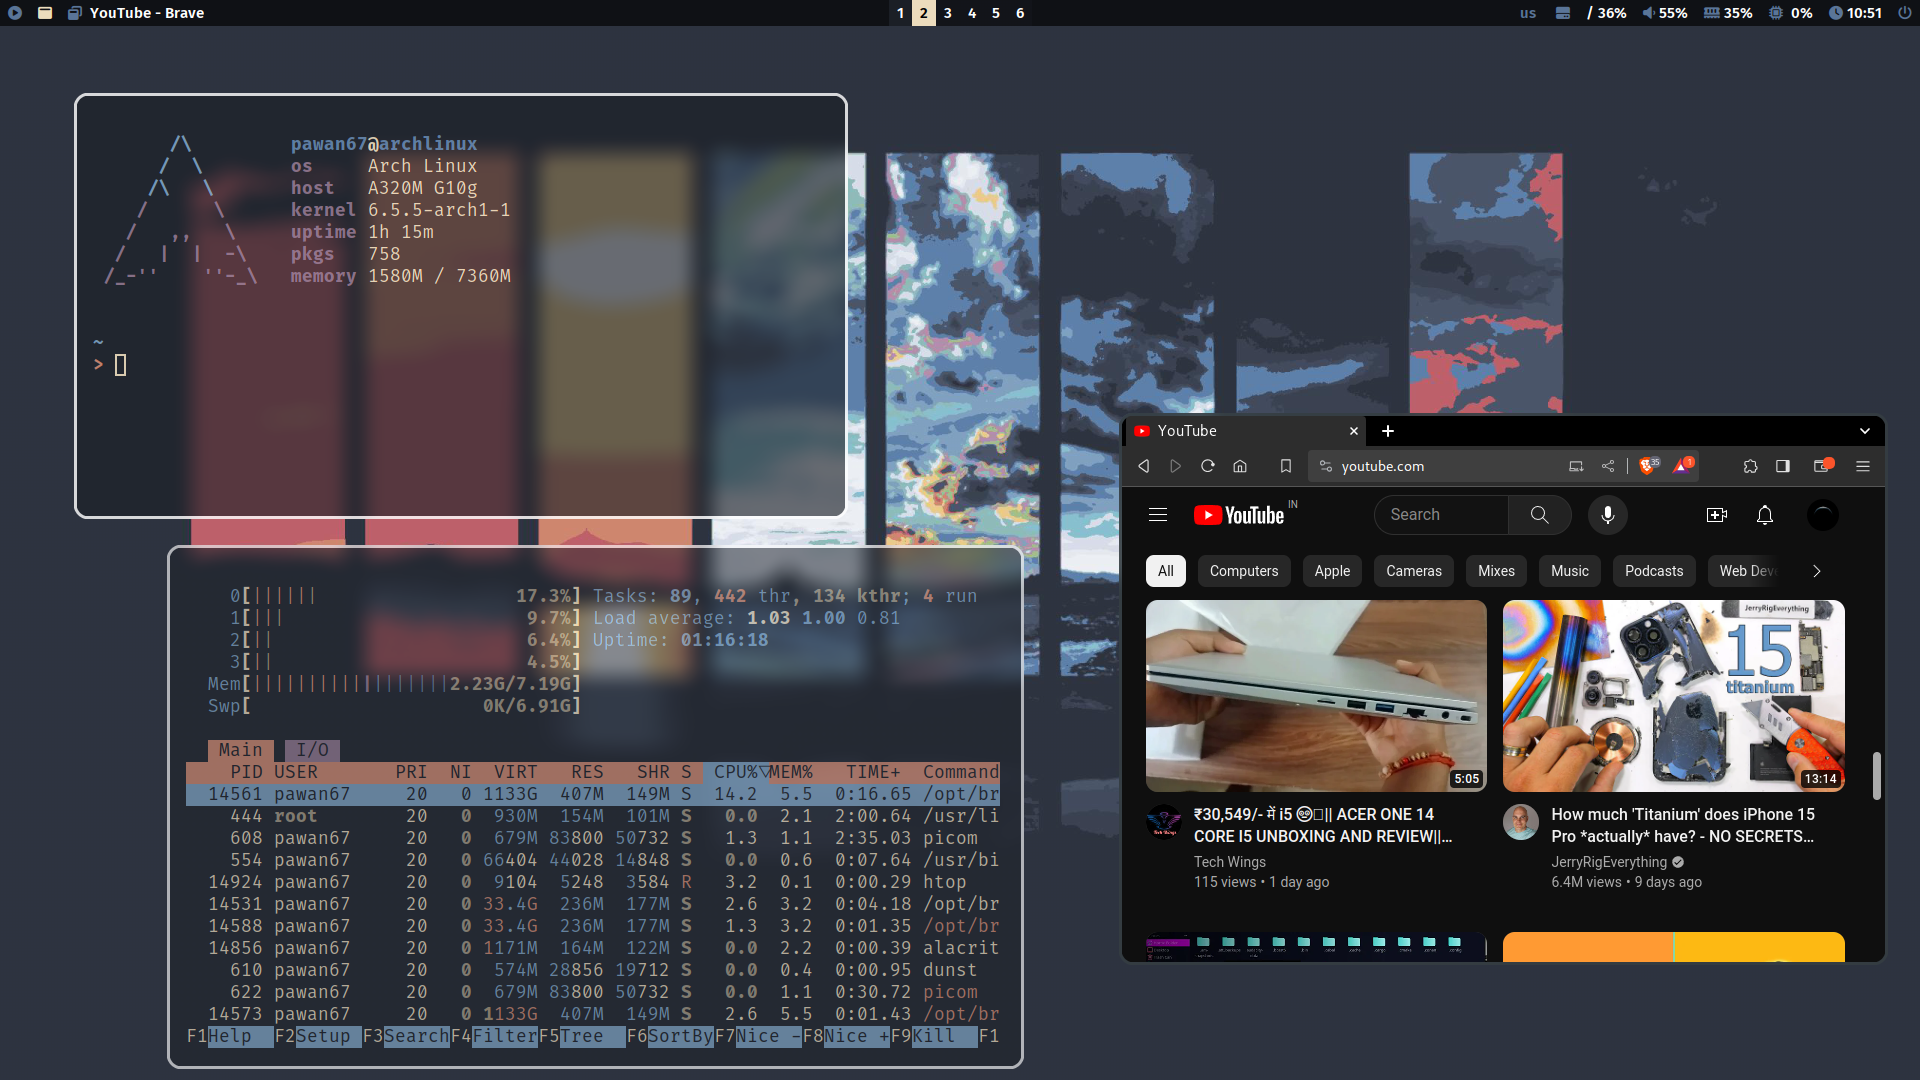 YouTube - Brave
1 2 3 4 5 6
us / 36% 55% 35% 0% 10:51
pawan67@archlinux
os Arch Linux
host A320M G10g
kernel 6.5.5-arch1-1
uptime 1h 15m
pkgs 758
memory 1580M / 7360M
~
>
0[|||||| 17.3%] Tasks: 89, 442 thr, 134 kthr; 4 run
1[||| 9.7%] Load average: 1.03 1.00 0.81
2[|| 6.4%] Uptime: 01:16:18
3[|| 4.5%]
Mem[||||||||||||||||||2.23G/7.19G]
Swp[ 0K/6.91G]
Main I/O
PID USER PRI NI VIRT RES SHR S CPU%▽MEM% TIME+ Command
14561 pawan67 20 0 1133G 407M 149M S 14.2 5.5 0:16.65 /opt/br
444 root 20 0 930M 154M 101M S 0.0 2.1 2:00.64 /usr/li
608 pawan67 20 0 679M 83800 50732 S 1.3 1.1 2:35.03 picom
554 pawan67 20 0 66404 44028 14848 S 0.0 0.6 0:07.64 /usr/bi
14924 pawan67 20 0 9104 5248 3584 R 3.2 0.1 0:00.29 htop
14531 pawan67 20 0 33.4G 236M 177M S 2.6 3.2 0:04.18 /opt/br
14588 pawan67 20 0 33.4G 236M 177M S 1.3 3.2 0:01.35 /opt/br
14856 pawan67 20 0 1171M 164M 122M S 0.0 2.2 0:00.39 alacrit
610 pawan67 20 0 574M 28856 19712 S 0.0 0.4 0:00.95 dunst
622 pawan67 20 0 679M 83800 50732 S 0.0 1.1 0:30.72 picom
14573 pawan67 20 0 1133G 407M 149M S 2.6 5.5 0:01.43 /opt/br
F1Help F2Setup F3SearchF4FilterF5Tree F6SortByF7Nice -F8Nice +F9Kill F1
YouTube
youtube.com
35
1
YouTube IN
Search
All Computers Apple Cameras Mixes Music Podcasts Web Deve
5:05
JerryRigEverything
15
titanium
13:14
₹30,549/- में i5 || ACER ONE 14
CORE I5 UNBOXING AND REVIEW||...
Tech Wings
115 views • 1 day ago
How much 'Titanium' does iPhone 15
Pro *actually* have? - NO SECRETS...
JerryRigEverything
6.4M views • 9 days ago